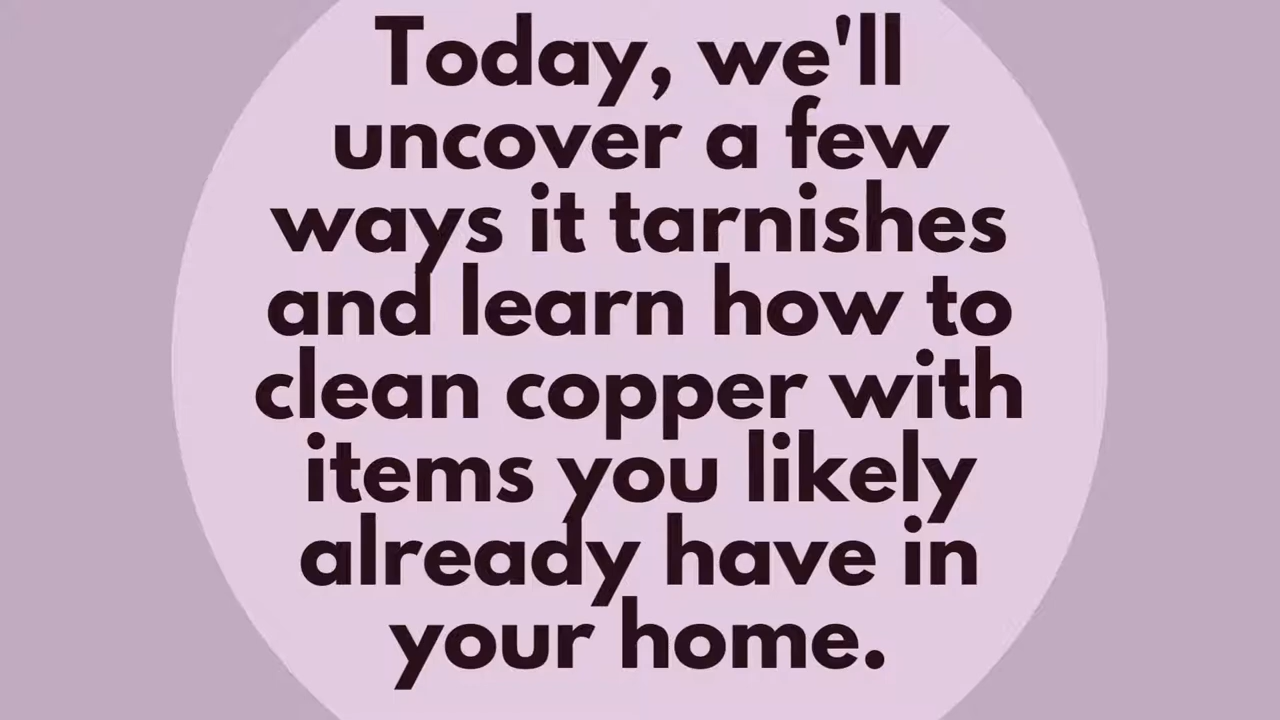 Today, we'll
uncover a few
ways it tarnishes
and learn how to
clean copper with
items you likely
already have in
your home.